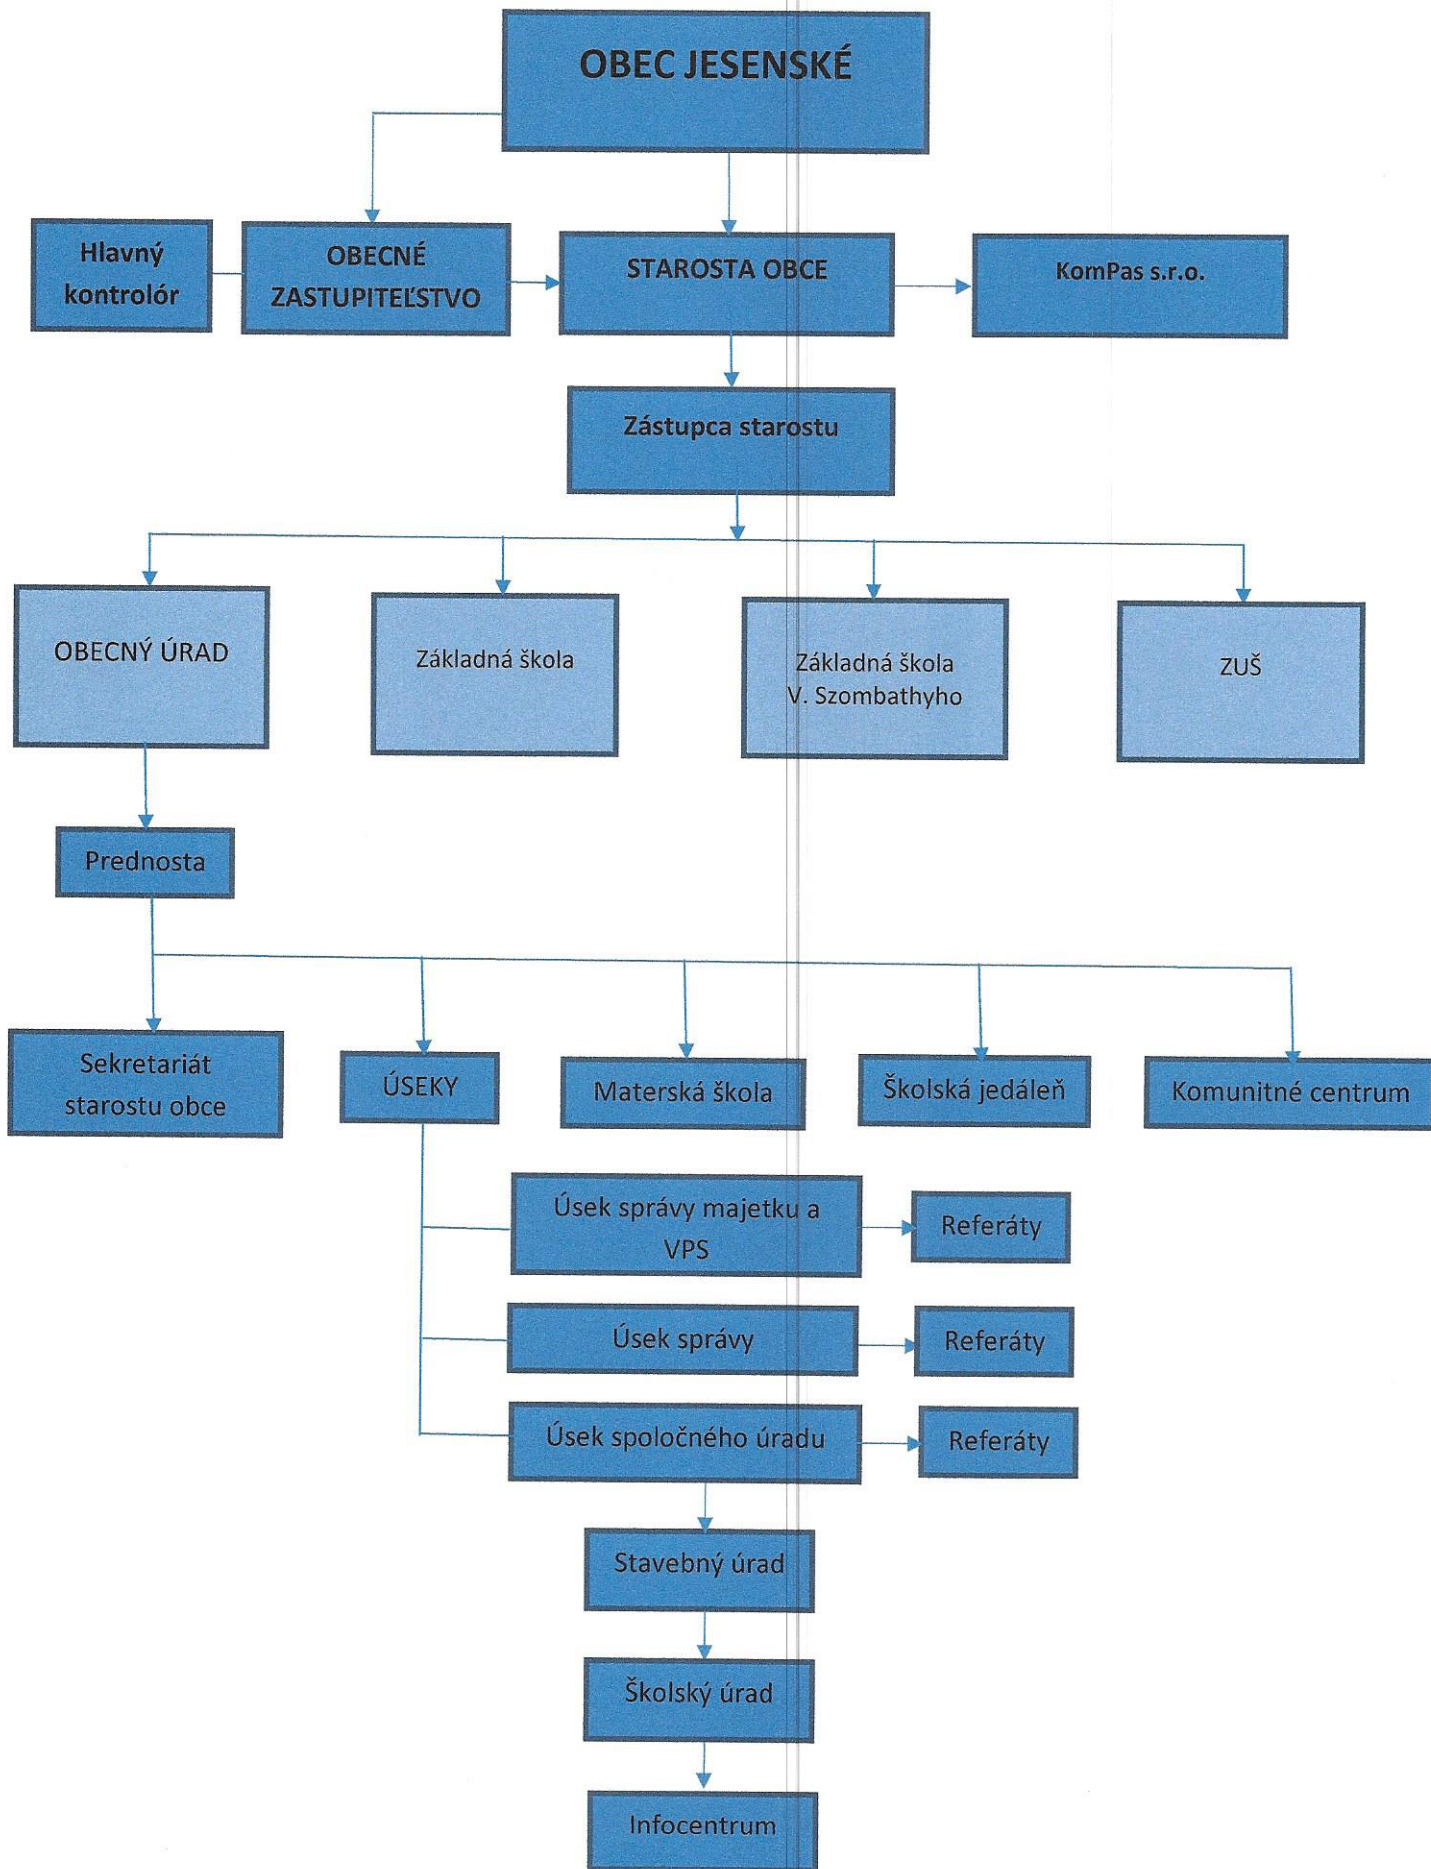 OBEC JESENSKÉ
Hlavný
kontrolór
OBECNÉ
ZASTUPITEĽSTVO
STAROSTA OBCE
KomPas s.r.o.
Zástupca starostu
OBECNÝ ÚRAD
Základná škola
Základná škola
V. Szombathyho
ZUŠ
Prednosta
Sekretariát
starostu obce
ÚSEKY
Materská škola
Školská jedáleň
Komunitné centrum
Úsek správy majetku a
VPS
Referáty
Úsek správy
Referáty
Úsek spoločného úradu
Referáty
Stavebný úrad
Školský úrad
Infocentrum